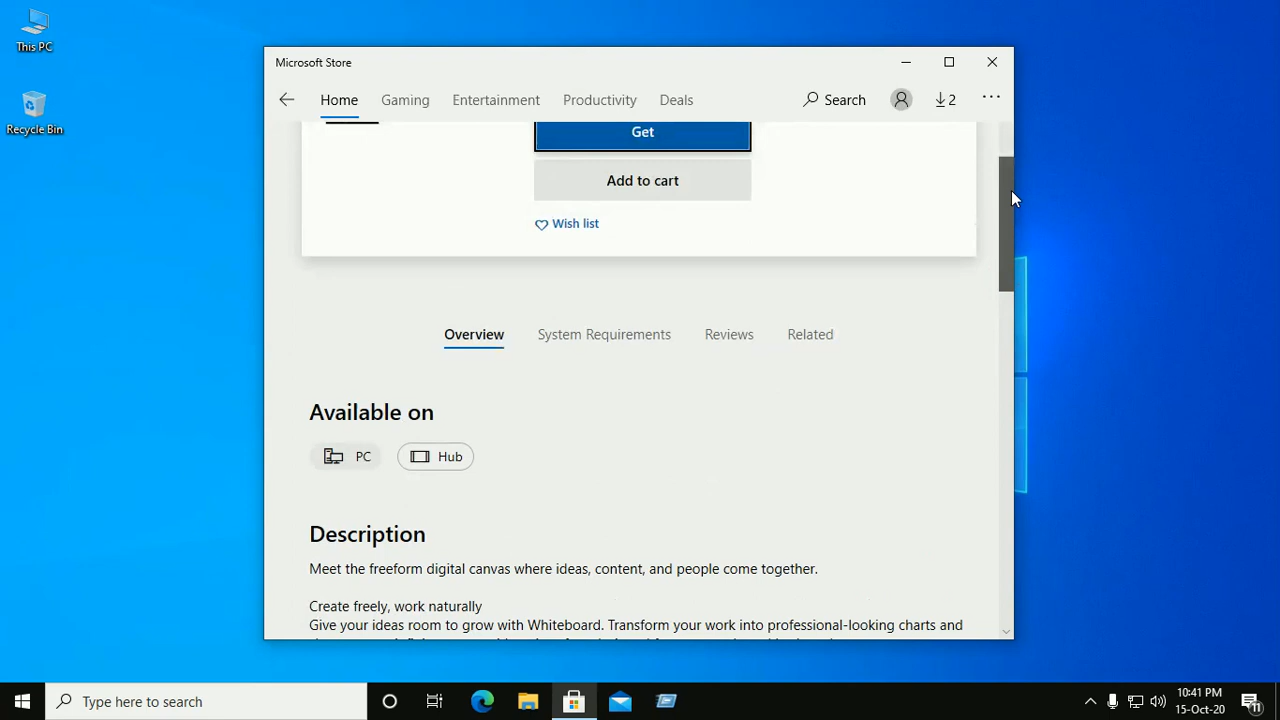 This PC
Recycle Bin
Microsoft Store
Home Gaming Entertainment Productivity Deals Search 2
Get
Add to cart
Wish list
Overview System Requirements Reviews Related
Available on
PC Hub
Description
Meet the freeform digital canvas where ideas, content, and people come together.
Create freely, work naturally
Give your ideas room to grow with Whiteboard. Transform your work into professional-looking charts and
Type here to search
10:41 PM
15-Oct-20
11